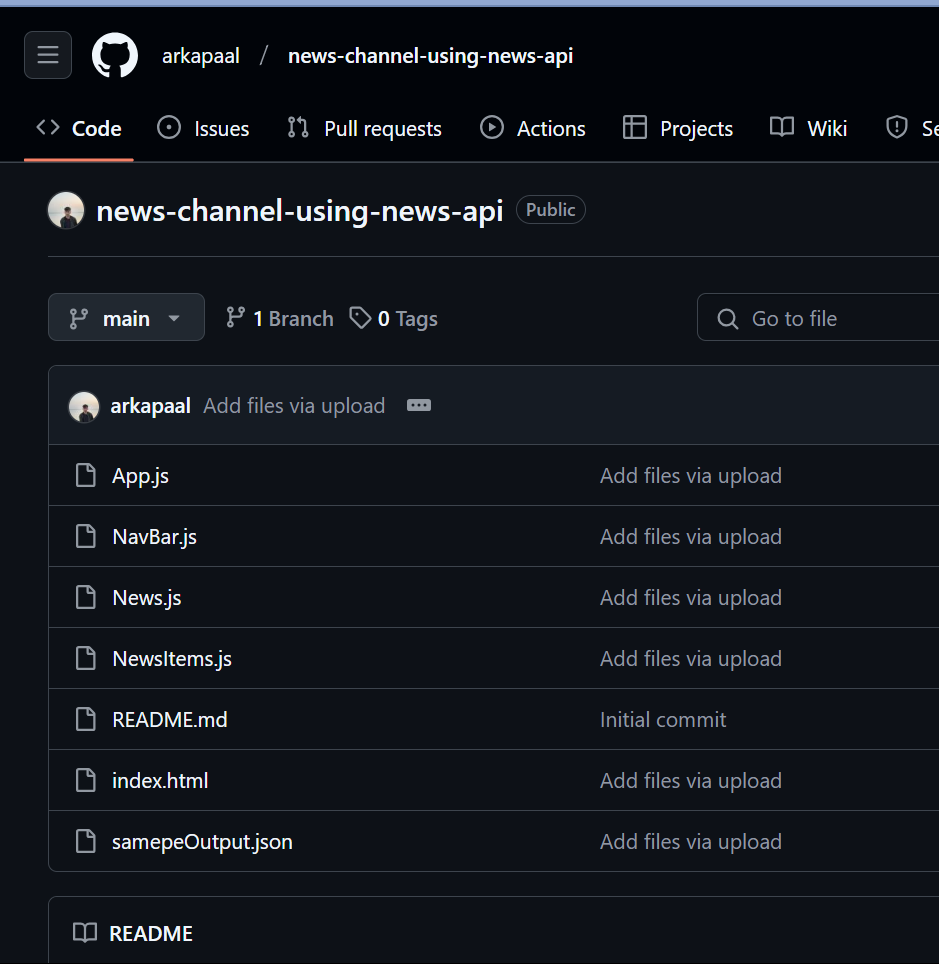 arkapaal / news-channel-using-news-api
Code Issues Pull requests Actions Projects Wiki
news-channel-using-news-api Public
main 1 Branch 0 Tags Go to file
arkapaal Add files via upload
App.js Add files via upload
NavBar.js Add files via upload
News.js Add files via upload
NewsItems.js Add files via upload
README.md Initial commit
index.html Add files via upload
samepeOutput.json Add files via upload
README